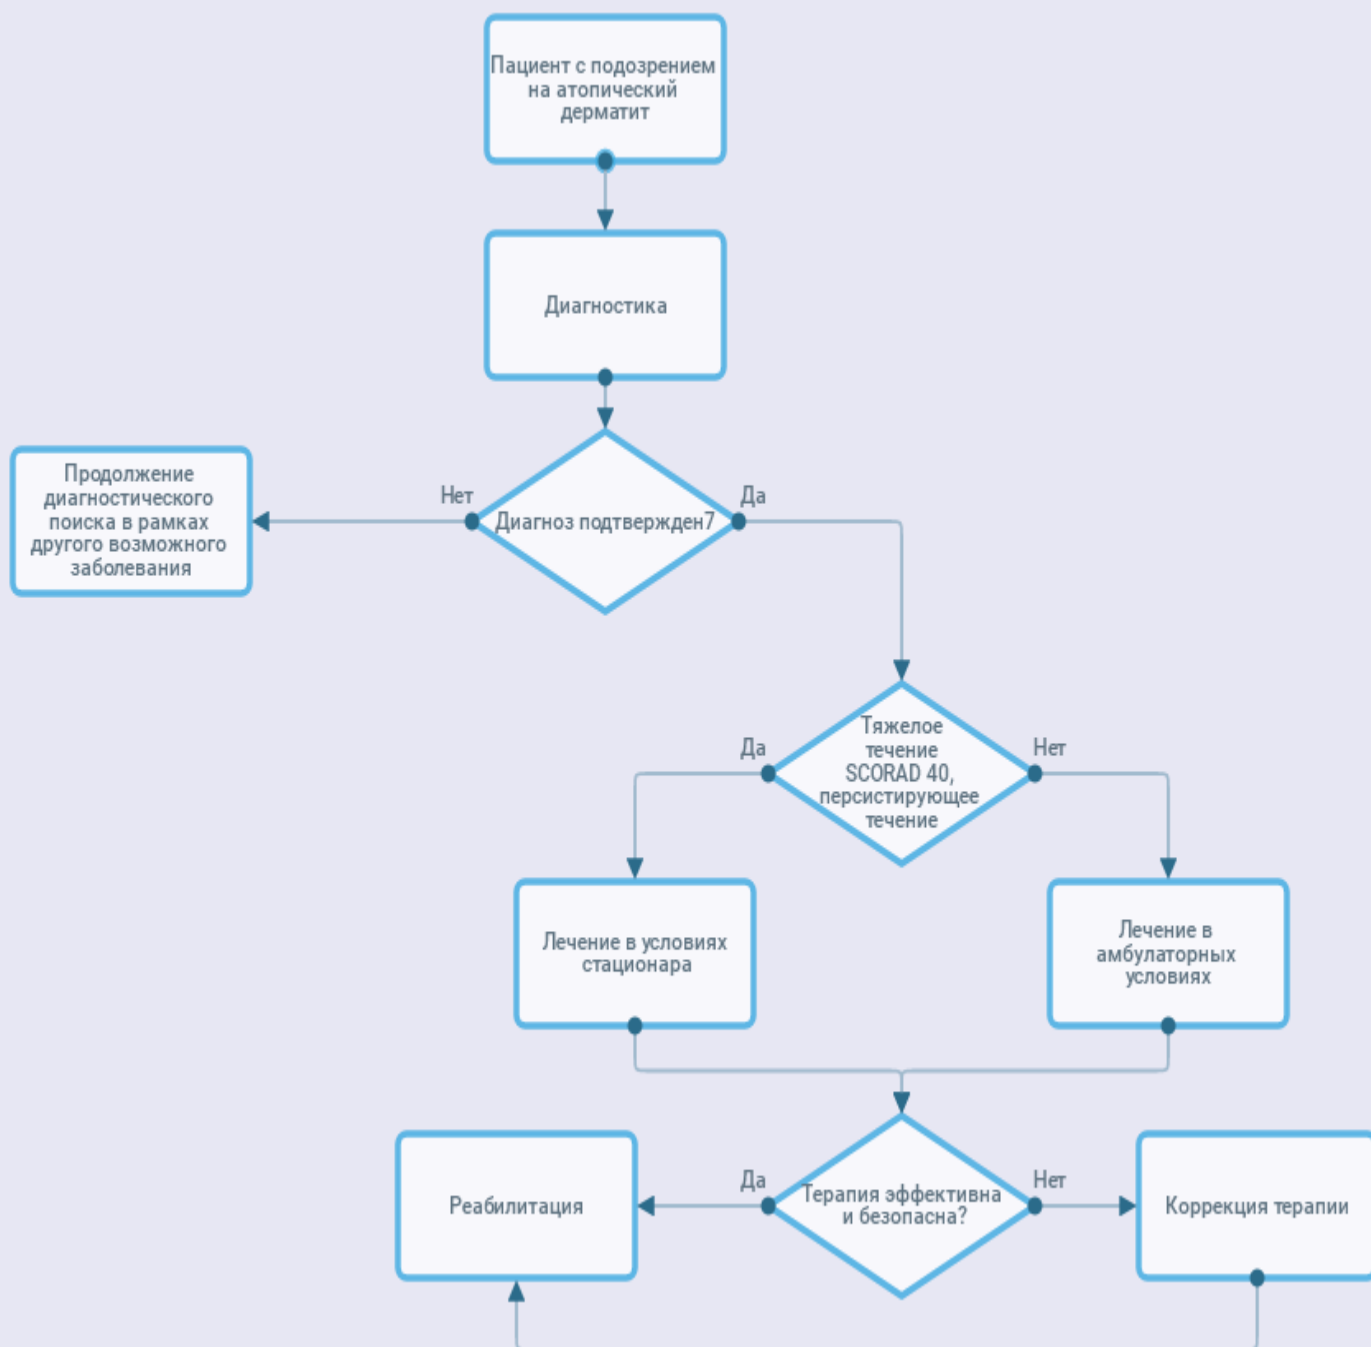 Пациент с подозрением
на атопический
дерматит
Диагностика
Продолжение
диагностического
поиска в рамках
другого возможного
заболевания
Нет
Диагноз подтвержден7
Да
Тяжелое
течение
SCORAD 40,
персистирующее
течение
Да
Нет
Лечение в условиях
стационара
Лечение в
амбулаторных
условиях
Реабилитация
Да
Терапия эффективна
и безопасна?
Нет
Коррекция терапии